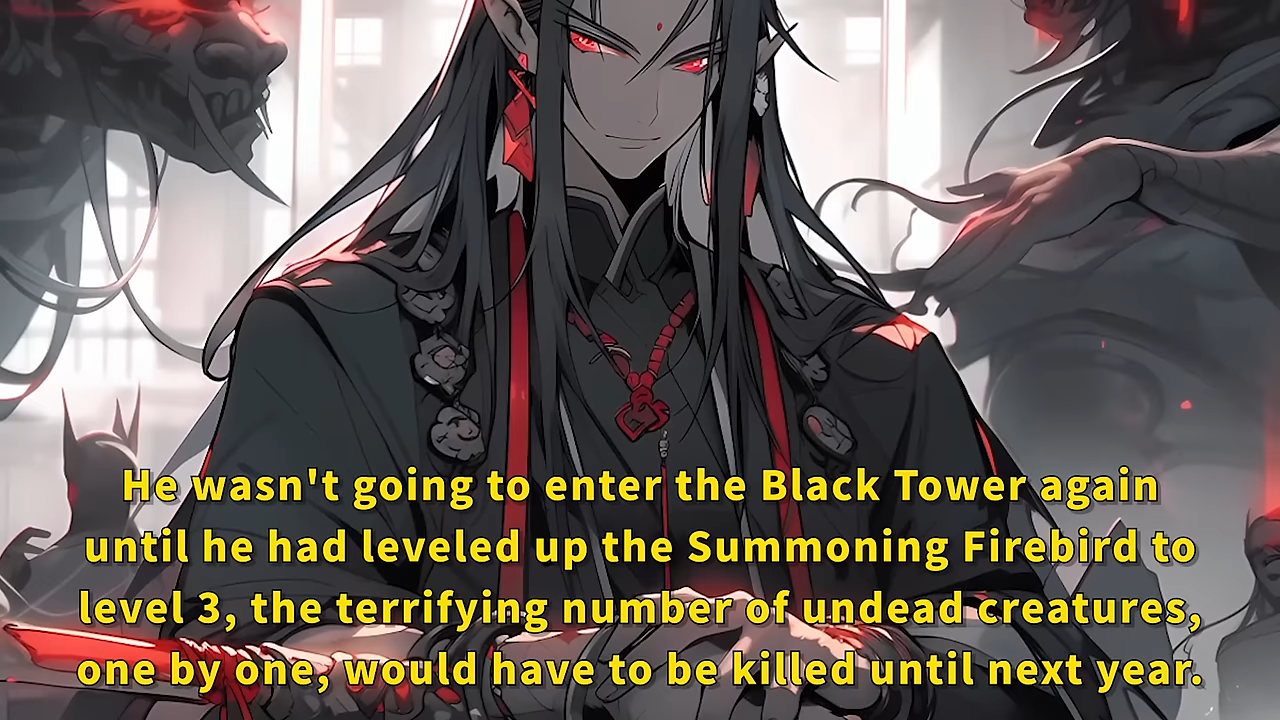 He wasn't going to enter the Black Tower again
until he had leveled up the Summoning Firebird to
level 3, the terrifying number of undead creatures,
one by one, would have to be killed until next year.